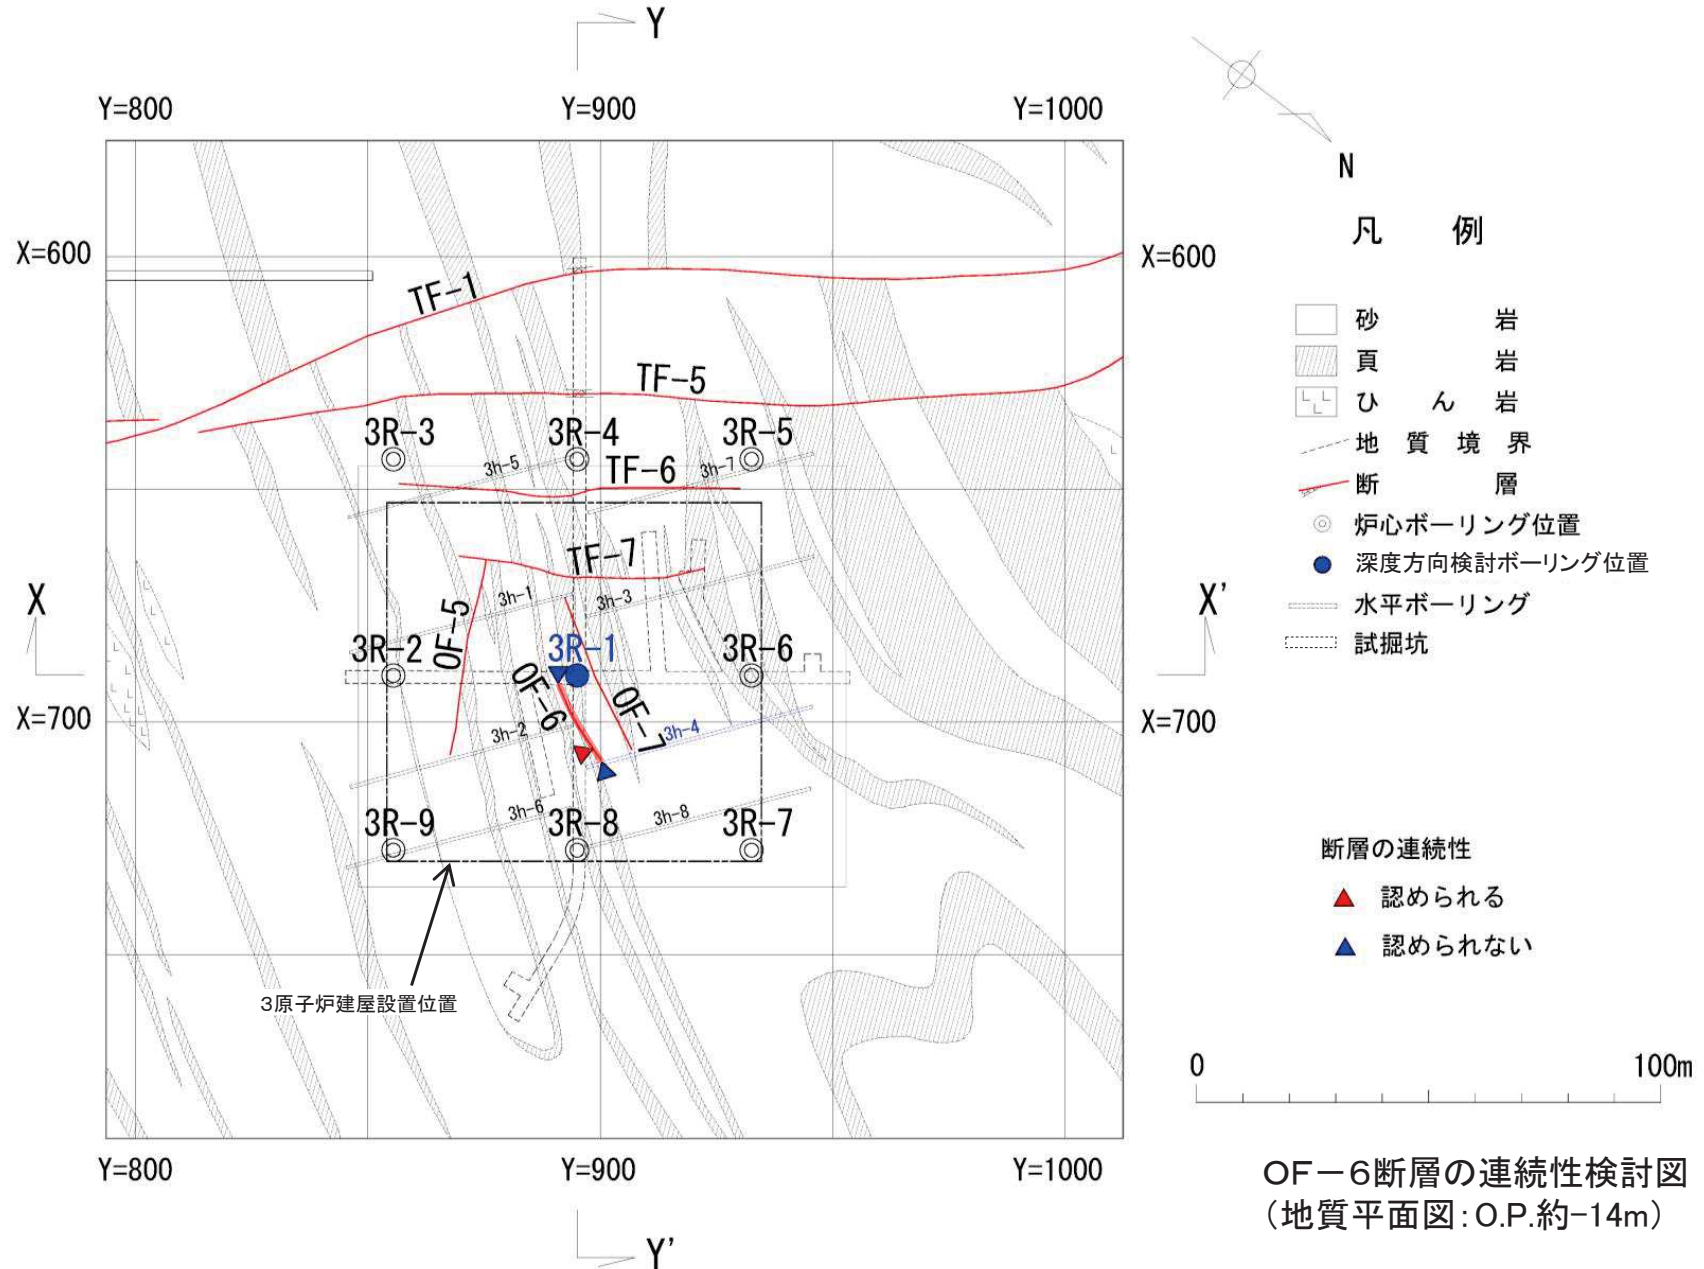 Y
Y=800
Y=900
Y=1000
N
X=600
X=600
凡 例
砂 岩
頁 岩
ひ ん 岩
地 質 境 界
断 層
炉心ボーリング位置
深度方向検討ボーリング位置
水平ボーリング
試掘坑
TF-1
TF-5
3R-3
3R-4
3R-5
3h-5
TF-6
3h-7
TF-7
3h-1
3h-3
OF-5
X
X'
3R-2
3R-1
3R-6
OF-6
OF-7
X=700
X=700
3h-2
3h-4
3h-6
3h-8
3R-9
3R-8
3R-7
断層の連続性
認められる
認められない
3原子炉建屋設置位置
0
100m
Y=800
Y=900
Y=1000
Y'
OF-6断層の連続性検討図
(地質平面図:O.P.約-14m)